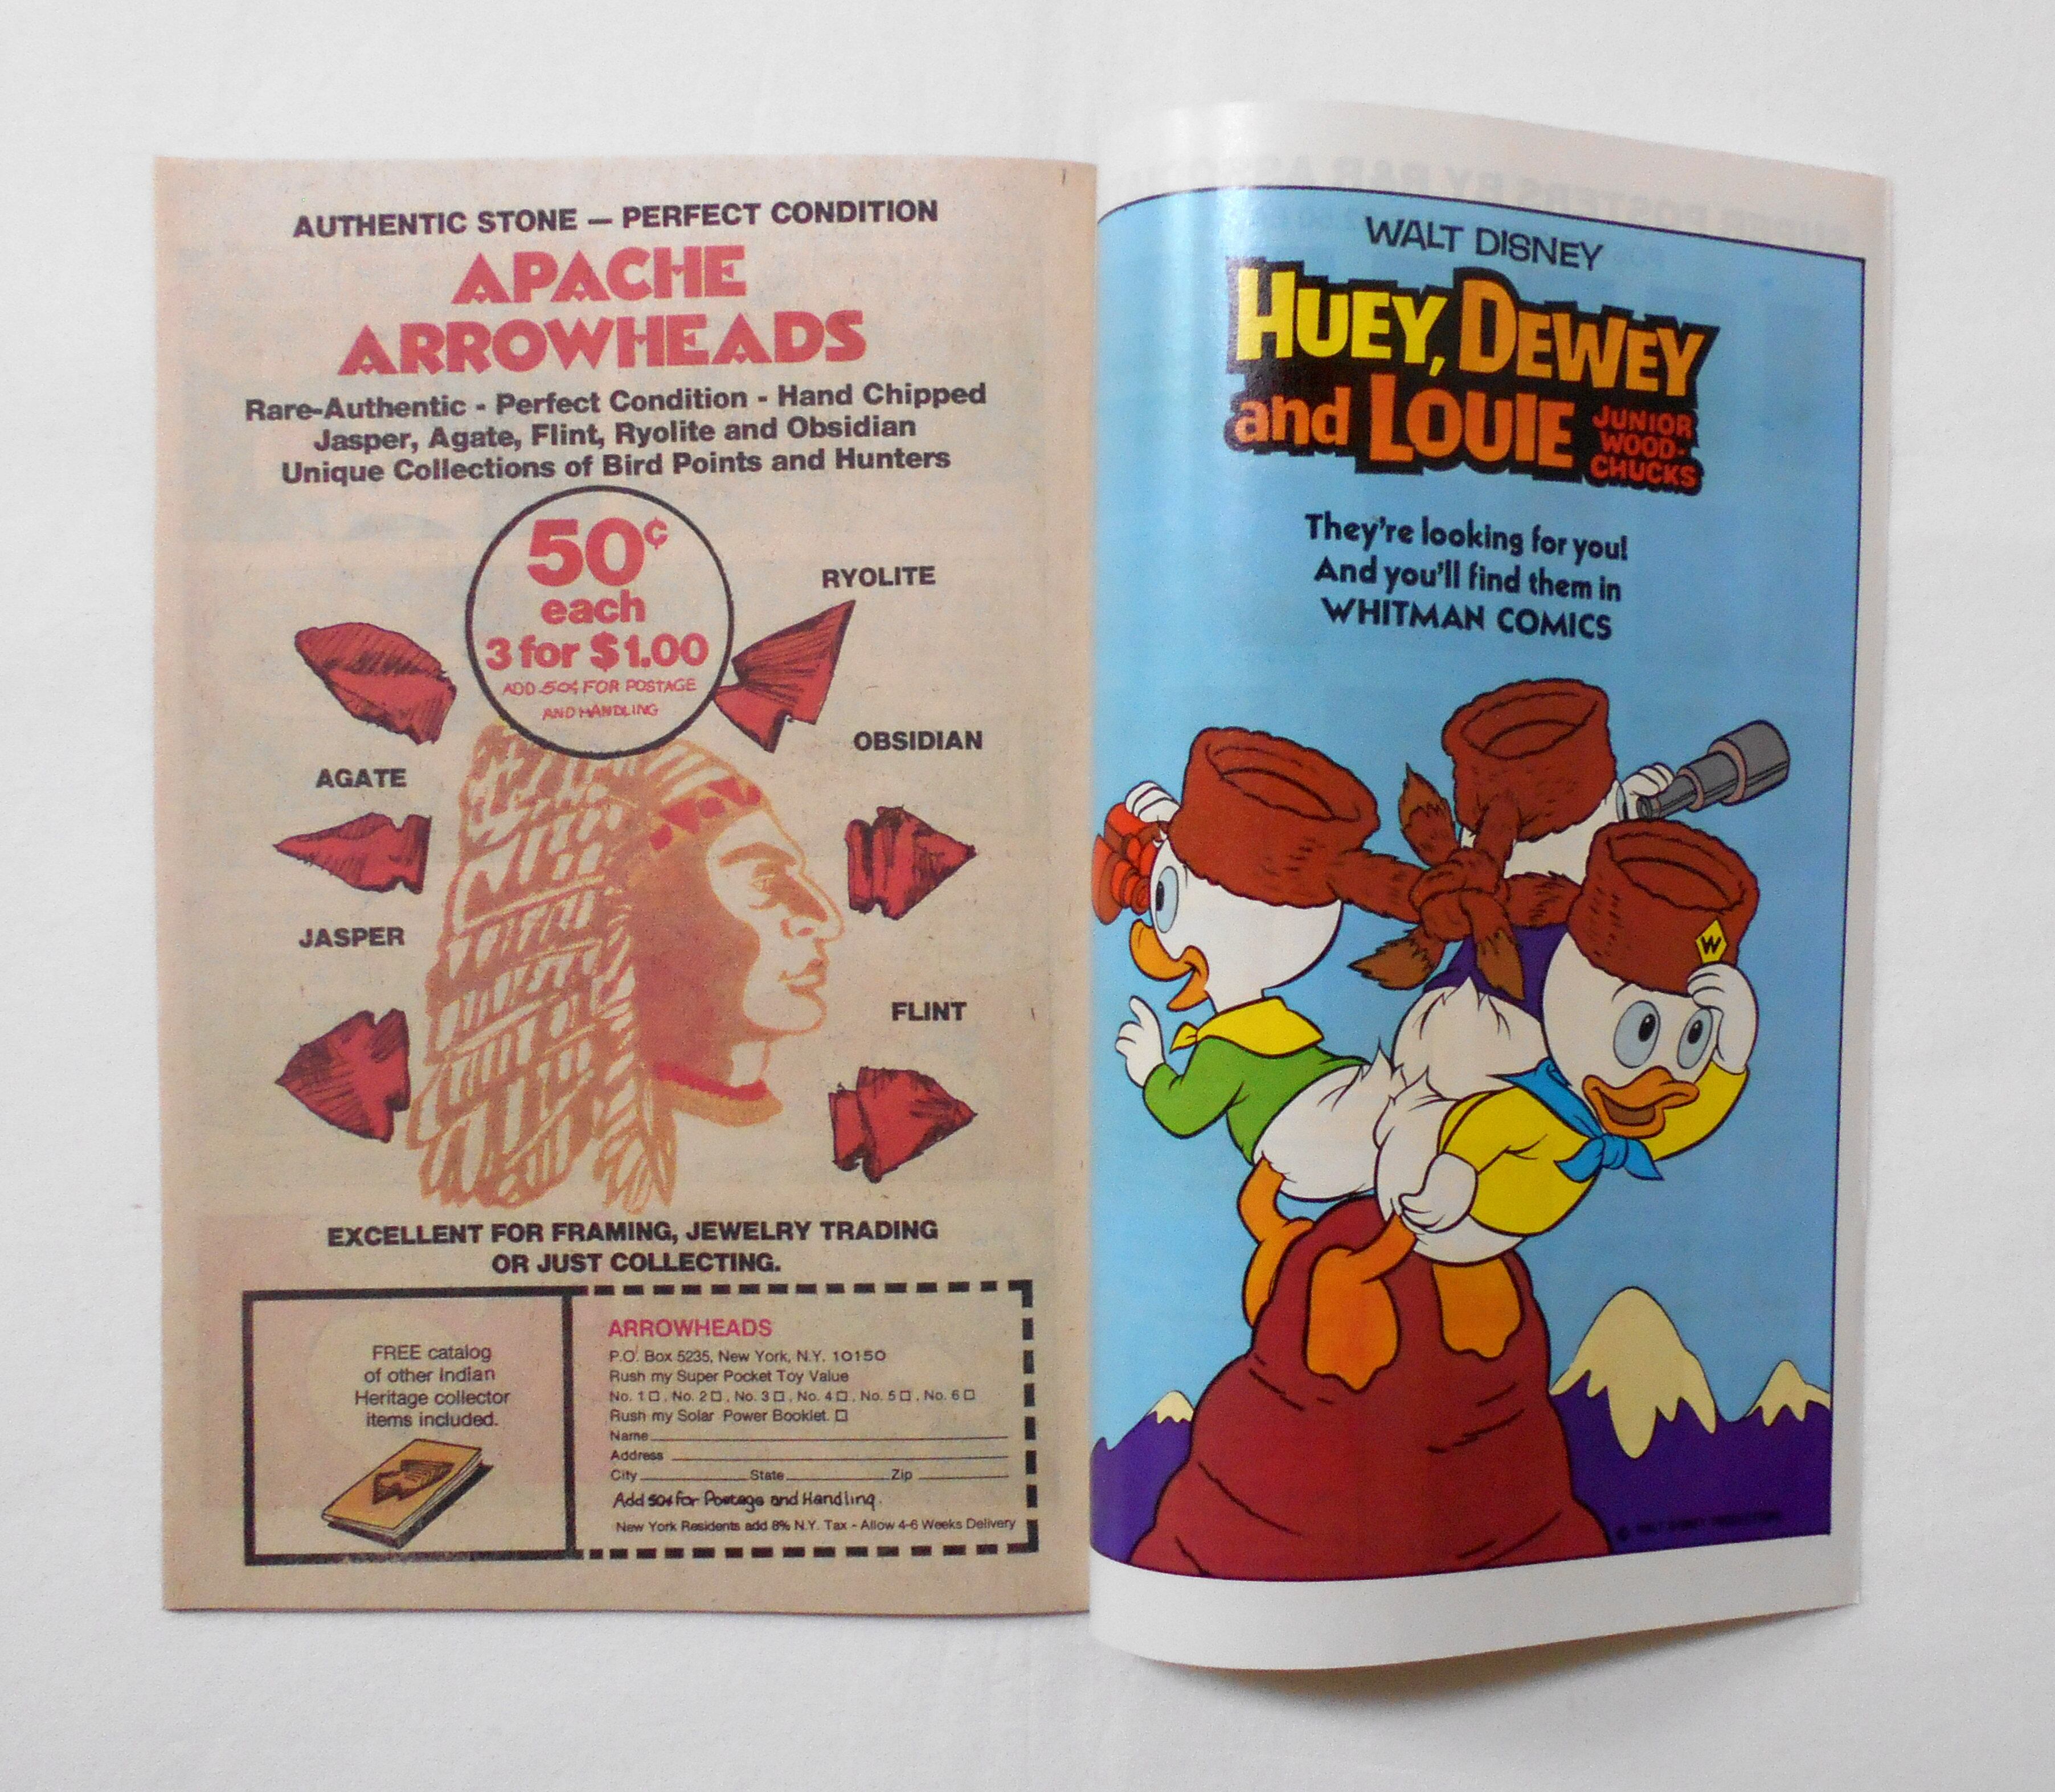 AUTHENTIC STONE — PERFECT CONDITION
APACHE
ARROWHEADS
Rare-Authentic - Perfect Condition - Hand Chipped
Jasper, Agate, Flint, Ryolite and Obsidian
Unique Collections of Bird Points and Hunters
50¢
each
3 for $1.00
ADD 50¢ FOR POSTAGE
AND HANDLING
RYOLITE
OBSIDIAN
AGATE
JASPER
FLINT
EXCELLENT FOR FRAMING, JEWELRY TRADING
OR JUST COLLECTING.
FREE catalog
of other Indian
Heritage collector
items included.
ARROWHEADS
P.O. Box 5235, New York, N.Y. 10150
Rush my Super Pocket Toy Value
No. 1 □, No. 2 □, No. 3 □, No. 4 □, No. 5 □, No. 6 □
Rush my Solar Power Booklet □
Name
Address
City State Zip
Add 50¢ for Postage and Handling.
New York Residents add 8% N.Y. Tax - Allow 4-6 Weeks Delivery
WALT DISNEY
HUEY, DEWEY
and LOUIE
JUNIOR
WOOD-
CHUCKS
They're looking for you!
And you'll find them in
WHITMAN COMICS
W